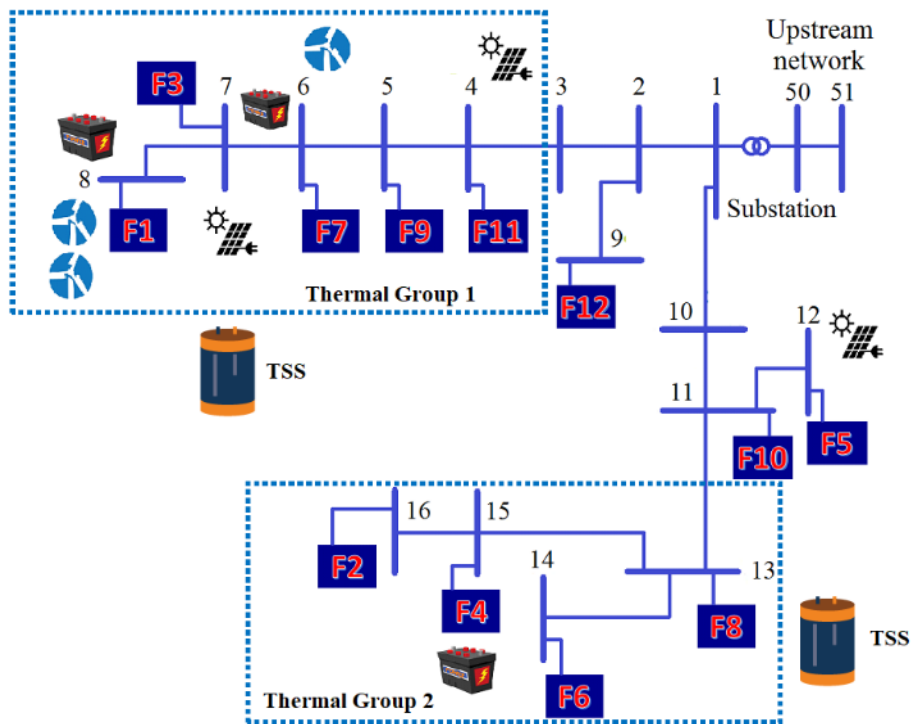 Upstream
network
50 51
F3
7
6
5
4
3
2
1
8
F1
F7
F9
F11
Substation
9
Thermal Group 1
F12
10
12
TSS
11
F10
F5
16
15
14
13
F2
F4
F8
F6
TSS
Thermal Group 2